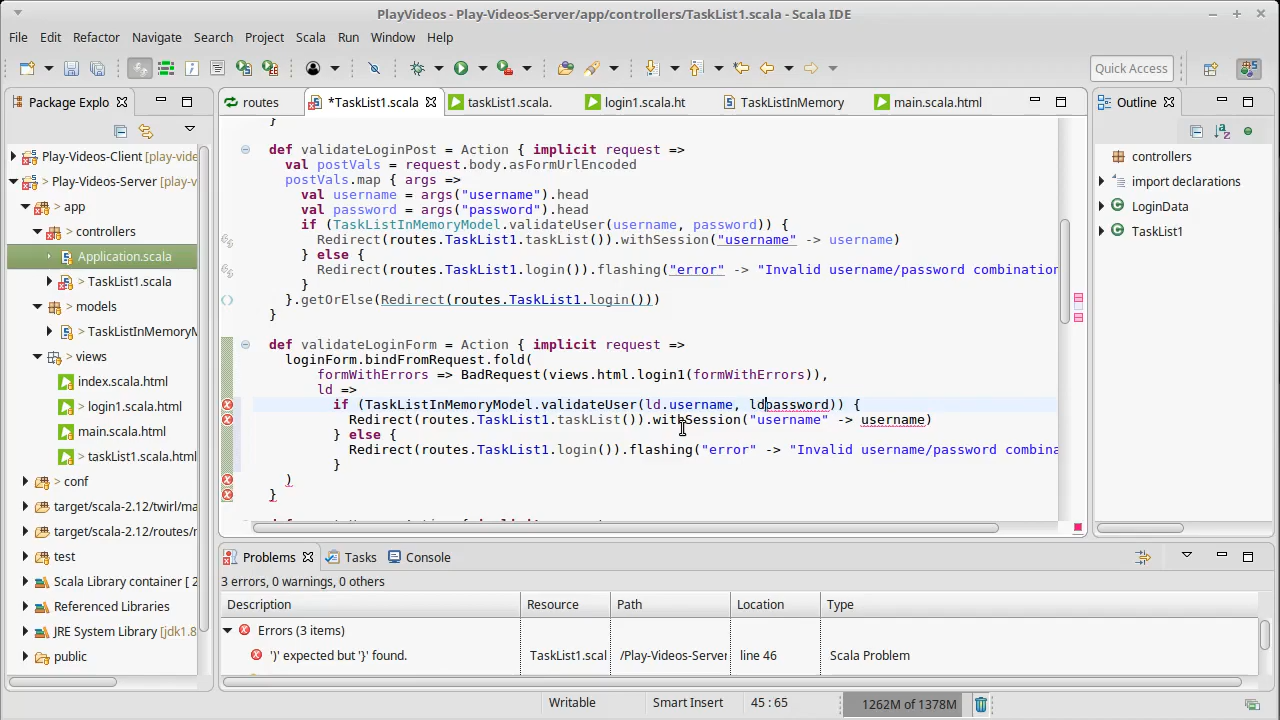 PlayVideos - Play-Videos-Server/app/controllers/TaskList1.scala - Scala IDE
File Edit Refactor Navigate Search Project Scala Run Window Help
Quick Access
Package Explo
routes *TaskList1.scala taskList1.scala. login1.scala.ht TaskListInMemory main.scala.html
Outline
Play-Videos-Client [play-vide
Play-Videos-Server [play-v
app
controllers
Application.scala
TaskList1.scala
models
TaskListInMemoryM
views
index.scala.html
login1.scala.html
main.scala.html
taskList1.scala.html
conf
target/scala-2.12/twirl/ma
target/scala-2.12/routes/r
test
Scala Library container [ 2
Referenced Libraries
JRE System Library [jdk1.8
public
}
def validateLoginPost = Action { implicit request =>
val postVals = request.body.asFormUrlEncoded
postVals.map { args =>
val username = args("username").head
val password = args("password").head
if (TaskListInMemoryModel.validateUser(username, password)) {
Redirect(routes.TaskList1.taskList()).withSession("username" -> username)
} else {
Redirect(routes.TaskList1.login()).flashing("error" -> "Invalid username/password combination
}
}.getOrElse(Redirect(routes.TaskList1.login()))
}
def validateLoginForm = Action { implicit request =>
loginForm.bindFromRequest.fold(
formWithErrors => BadRequest(views.html.login1(formWithErrors)),
ld =>
if (TaskListInMemoryModel.validateUser(ld.username, ldpassword)) {
Redirect(routes.TaskList1.taskList()).withSession("username" -> username)
} else {
Redirect(routes.TaskList1.login()).flashing("error" -> "Invalid username/password combina
}
)
}
controllers
import declarations
LoginData
TaskList1
Problems Tasks Console
3 errors, 0 warnings, 0 others
Description Resource Path Location Type
Errors (3 items)
')' expected but '}' found. TaskList1.scal /Play-Videos-Server line 46 Scala Problem
Writable Smart Insert 45 : 65 1262M of 1378M